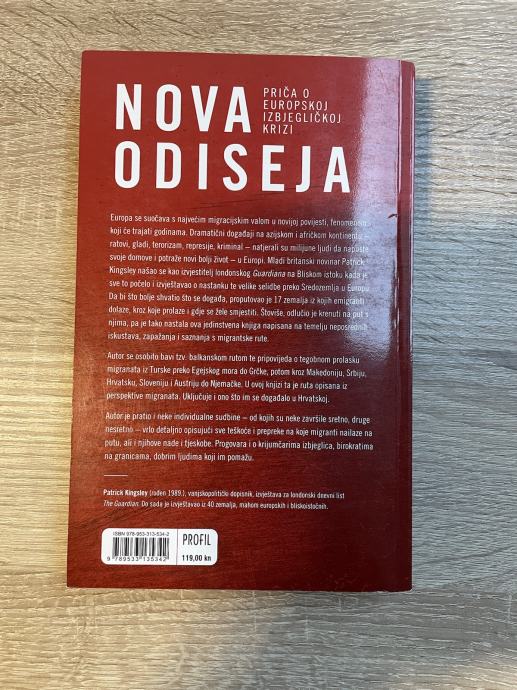 NOVA
PRIČA O
EUROPSKOJ
IZBJEGLIČKOJ
KRIZI
ODISEJA
Europa se suočava s najvećim migracijskim valom u novijoj povijesti, fenomenom
koji će trajati godinama. Dramatični događaji na azijskom i afričkom kontinentu –
ratovi, gladi, terorizam, represije, kriminal – natjerali su milijune ljudi da napuste
svoje domove i potraže novi bolji život – u Europi. Mladi britanski novinar Patrick
Kingsley našao se kao izvjestitelj londonskog Guardiana na Bliskom istoku kada je
sve to počelo i izvještavao o nastanku te velike selidbe preko Sredozemlja u Europu.
Da bi što bolje shvatio što se događa, proputovao je 17 zemalja iz kojih emigranti
dolaze, kroz koje prolaze i gdje se žele smjestiti. Štoviše, odlučio je krenuti na put s
njima, pa je tako nastala ova jedinstvena knjiga napisana na temelju neposrednih
iskustava, zapažanja i saznanja s migrantske rute.
Autor se osobito bavi tzv. balkanskom rutom te pripovijeda o tegobnom prolasku
migranata iz Turske preko Egejskog mora do Grčke, potom kroz Makedoniju, Srbiju,
Hrvatsku, Sloveniju i Austriju do Njemačke. U ovoj knjizi ta je ruta opisana iz
perspektive migranata. Uključuje i ono što im se događalo u Hrvatskoj.
Autor je pratio i neke individualne sudbine – od kojih su neke završile sretno, druge
nesretno – vrlo detaljno opisujući sve teškoće i prepreke na koje migranti nailaze na
putu, ali i njihove nade i tjeskobe. Progovara i o krijumčarima izbjeglica, birokratima
na granicama, dobrim ljudima koji im pomažu.
Patrick Kingsley (rođen 1989.), vanjskopolitički dopisnik, izvještava za londonski dnevni list
The Guardian. Do sada je izvještavao iz 40 zemalja, mahom europskih i bliskoistočnih.
ISBN 978-953-313-534-2
9 789533 135342
PROFIL
119,00 kn